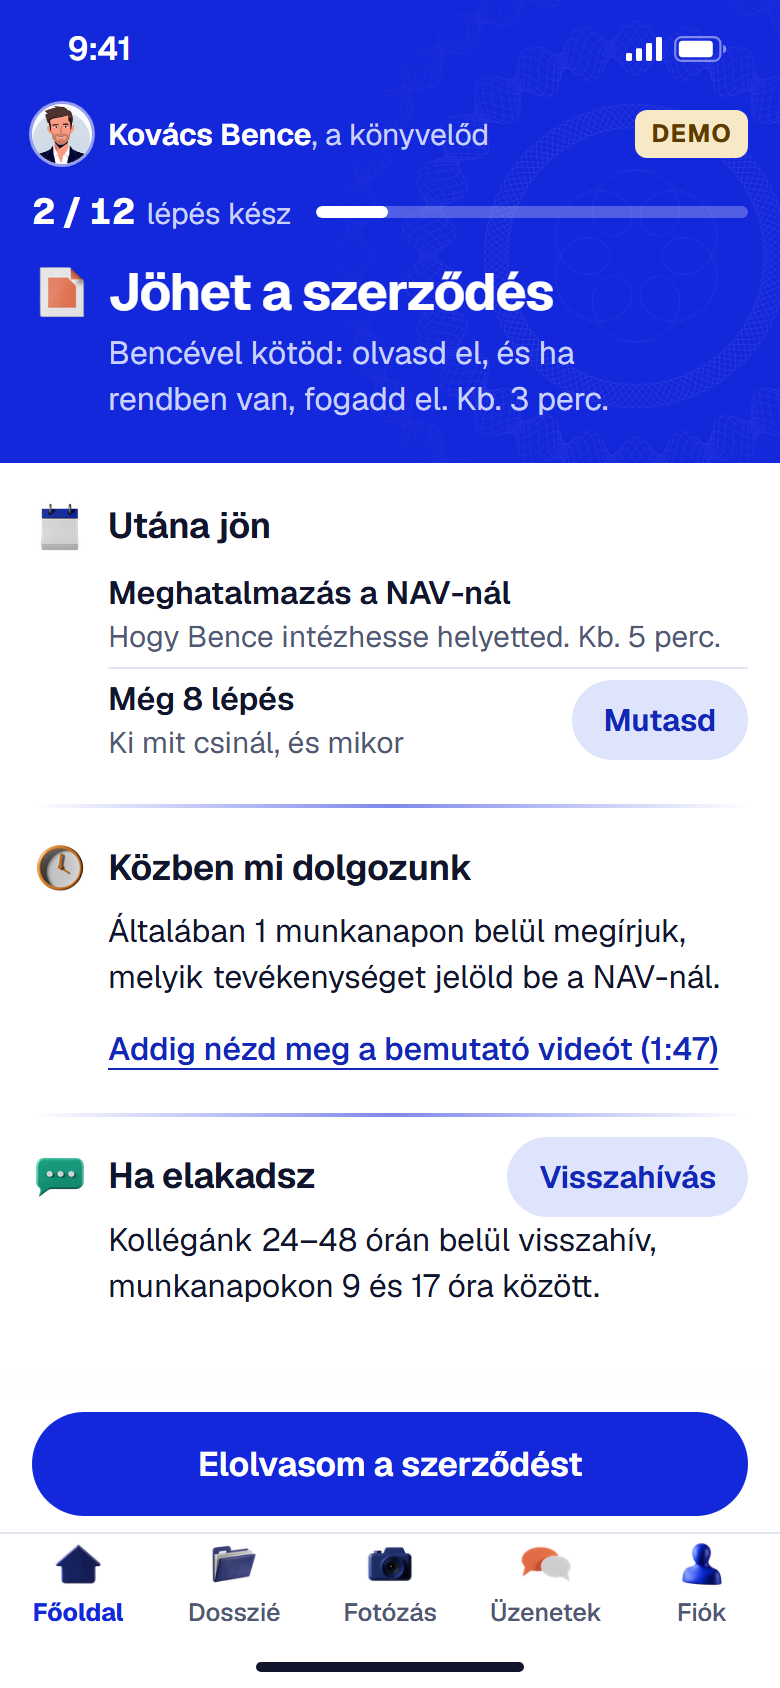 9:41
Kovács Bence, a könyvelőd
DEMO
2 / 12 lépés kész
Jöhet a szerződés
Bencével kötöd: olvasd el, és ha
rendben van, fogadd el. Kb. 3 perc.
Utána jön
Meghatalmazás a NAV-nál
Hogy Bence intézhesse helyetted. Kb. 5 perc.
Még 8 lépés
Ki mit csinál, és mikor
Mutasd
Közben mi dolgozunk
Általában 1 munkanapon belül megírjuk,
melyik tevékenységet jelöld be a NAV-nál.
Addig nézd meg a bemutató videót (1:47)
Ha elakadsz
Visszahívás
Kollégánk 24–48 órán belül visszahív,
munkanapokon 9 és 17 óra között.
Elolvasom a szerződést
Főoldal
Dosszié
Fotózás
Üzenetek
Fiók